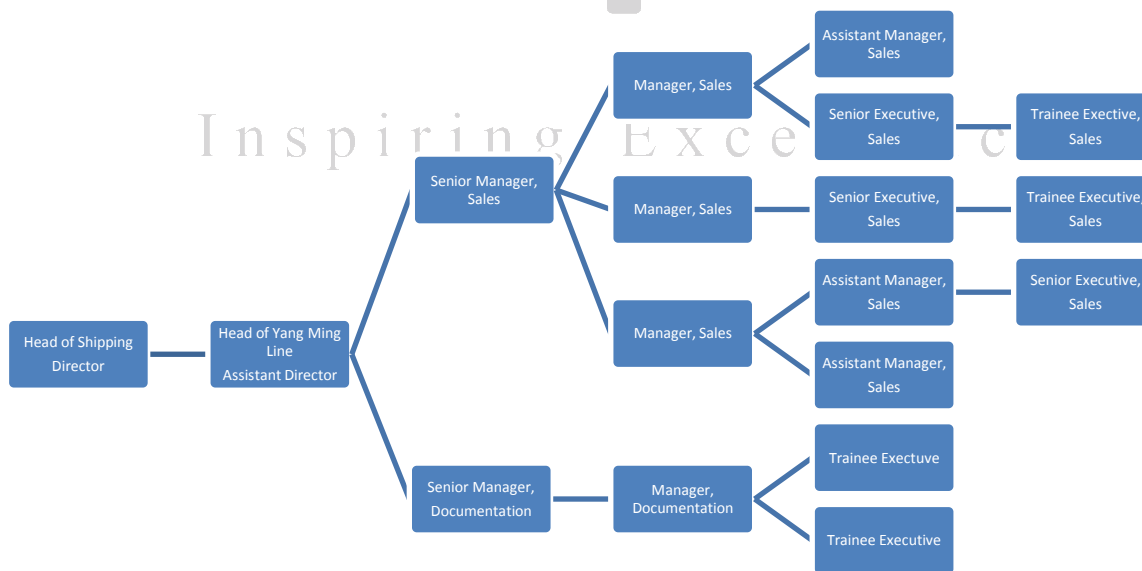 Assistant Manager,
Sales
Manager, Sales
Senior Executive,
Sales
Trainee Exective,
Sales
Inspiring Exce c
Senior Manager,
Sales
Manager, Sales
Senior Executive,
Sales
Trainee Executive,
Sales
Assistant Manager,
Sales
Senior Executive,
Sales
Manager, Sales
Head of Shipping
Director
Head of Yang Ming
Line
Assistant Director
Assistant Manager,
Sales
Trainee Exectuve
Senior Manager,
Documentation
Manager,
Documentation
Trainee Executive